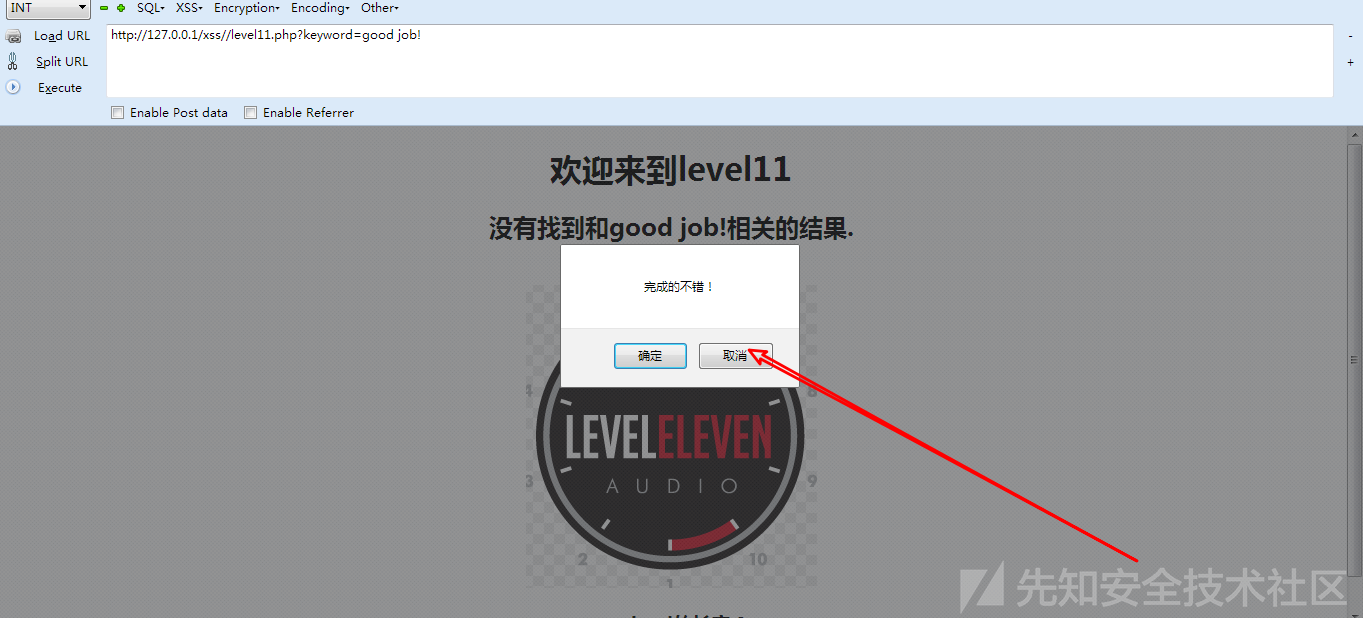 INT SQL XSS Encryption Encoding Other
Load URL
http://127.0.0.1/xss//level11.php?keyword=good job!
Split URL
Execute
Enable Post data Enable Referrer
欢迎来到level11
没有找到和good job!相关的结果.
完成的不错！
确定 取消
LEVELELEVEN
AUDIO
3 9
2 10
1
先知安全技术社区